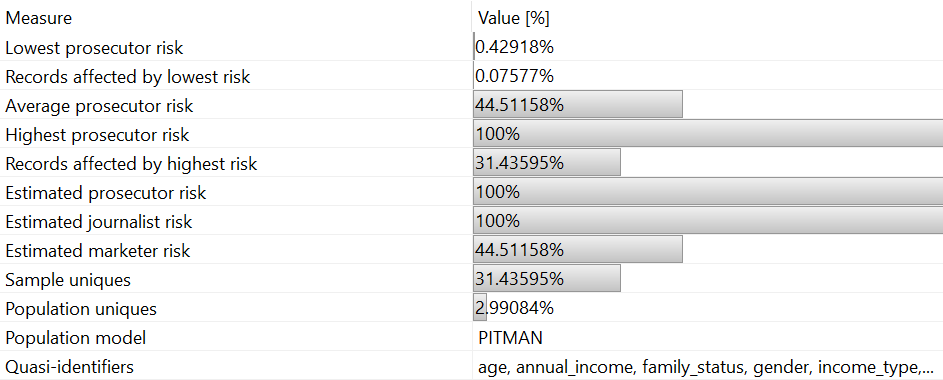 Measure Value [%]
Lowest prosecutor risk 0.42918%
Records affected by lowest risk 0.07577%
Average prosecutor risk 44.51158%
Highest prosecutor risk 100%
Records affected by highest risk 31.43595%
Estimated prosecutor risk 100%
Estimated journalist risk 100%
Estimated marketer risk 44.51158%
Sample uniques 31.43595%
Population uniques 2.99084%
Population model PITMAN
Quasi-identifiers age, annual_income, family_status, gender, income_type,...